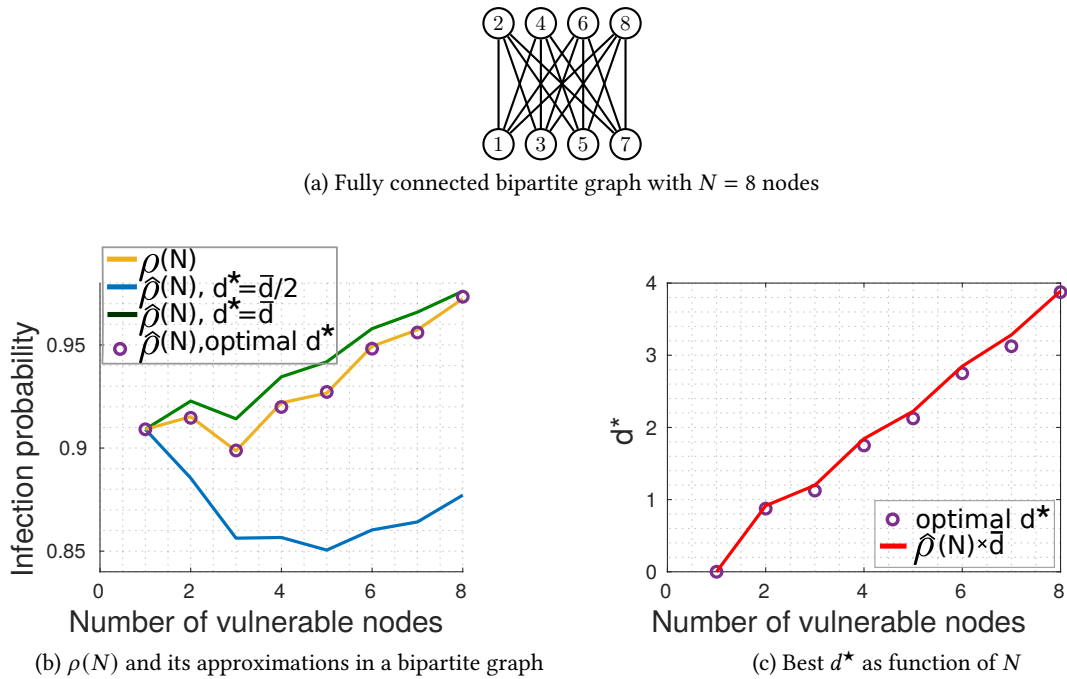 2 4 6 8
1 3 5 7
(a) Fully connected bipartite graph with N = 8 nodes
ρ(N)
ρ̂(N), d*=d̄/2
ρ̂(N), d*=d̄
ρ̂(N),optimal d*
0.95
0.9
0.85
Infection probability
0 2 4 6 8
Number of vulnerable nodes
(b) ρ(N) and its approximations in a bipartite graph
4
3
2
1
0
d*
optimal d*
ρ̂(N)×d̄
0 2 4 6 8
Number of vulnerable nodes
(c) Best d★ as function of N